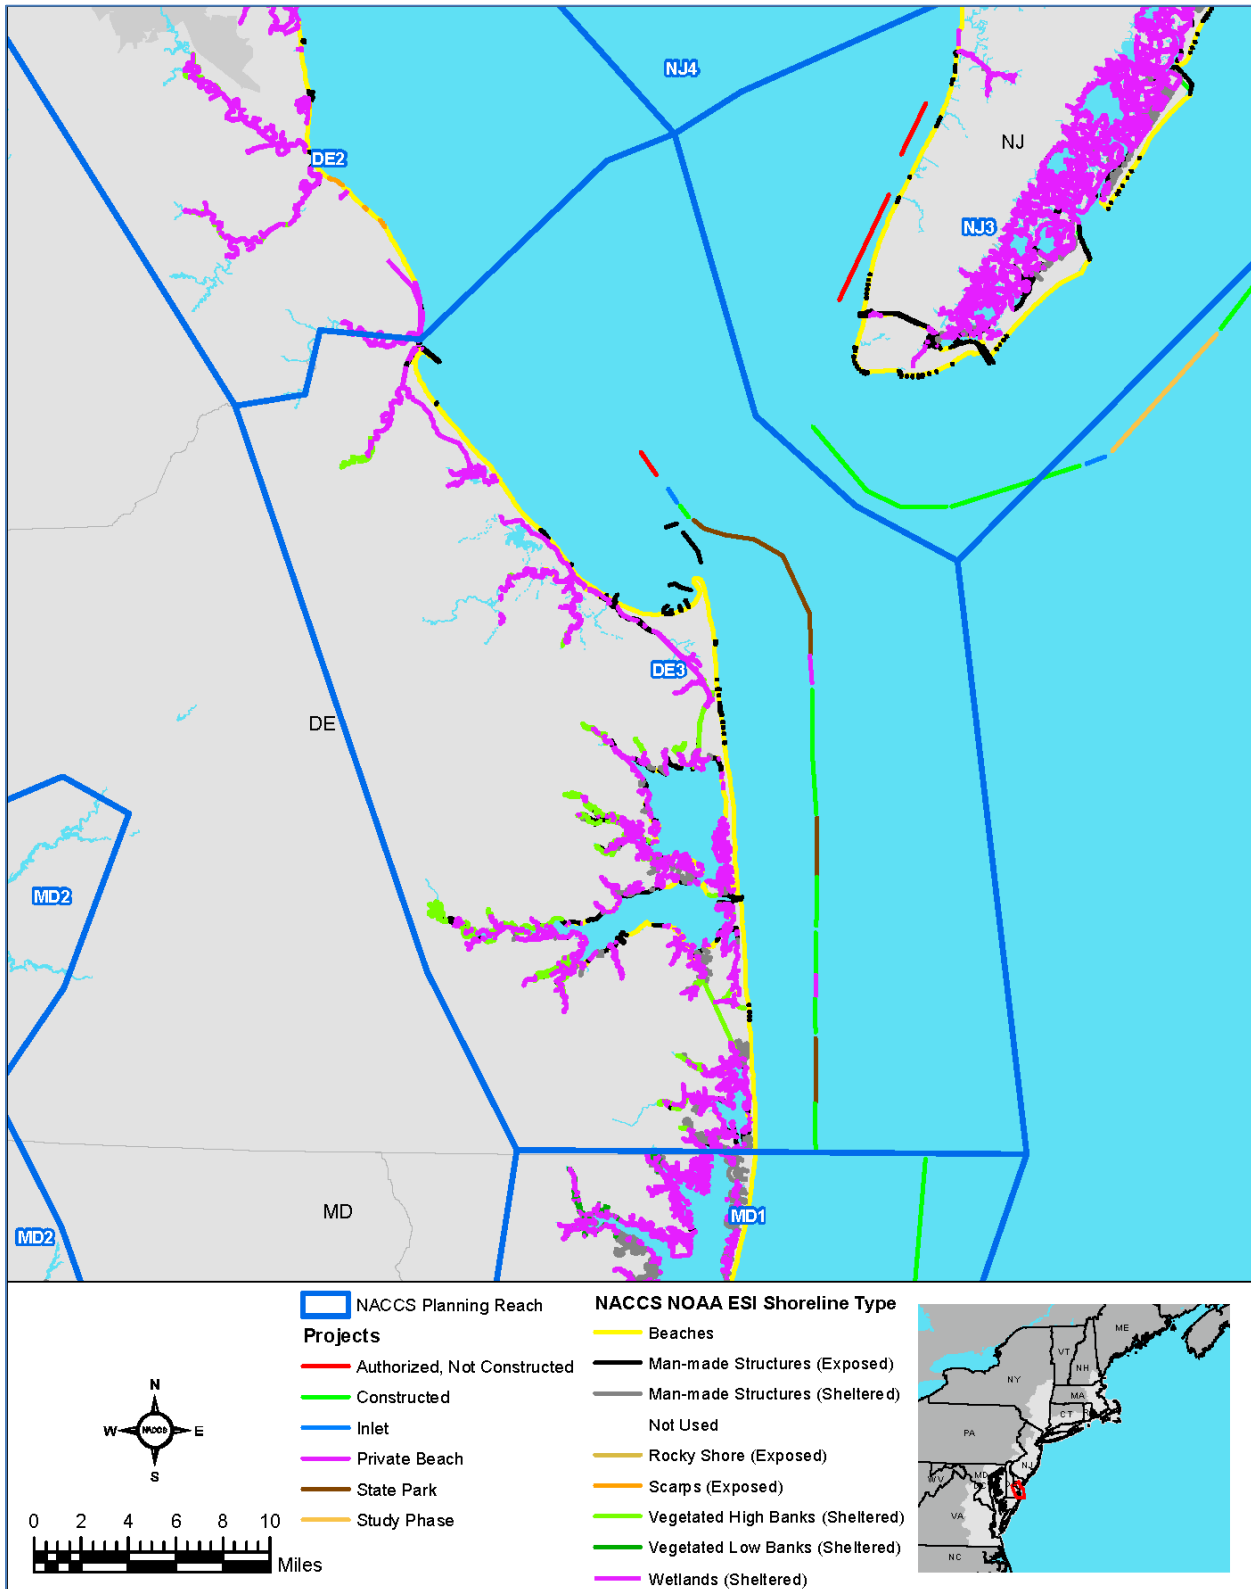 NJ4
NJ
DE2
NJ3
DE3
DE
MD2
MD
MD1
MD2
NACCS Planning Reach
Projects
Authorized, Not Constructed
Constructed
Inlet
Private Beach
State Park
Study Phase
NACCS NOAA ESI Shoreline Type
Beaches
Man-made Structures (Exposed)
Man-made Structures (Sheltered)
Not Used
Rocky Shore (Exposed)
Scarps (Exposed)
Vegetated High Banks (Sheltered)
Vegetated Low Banks (Sheltered)
Wetlands (Sheltered)
N
W
NACCS
E
S
0 2 4 6 8 10
Miles
ME
VT
NH
NY
MA
CT
PA
NJ
MD
WV
VA
NC